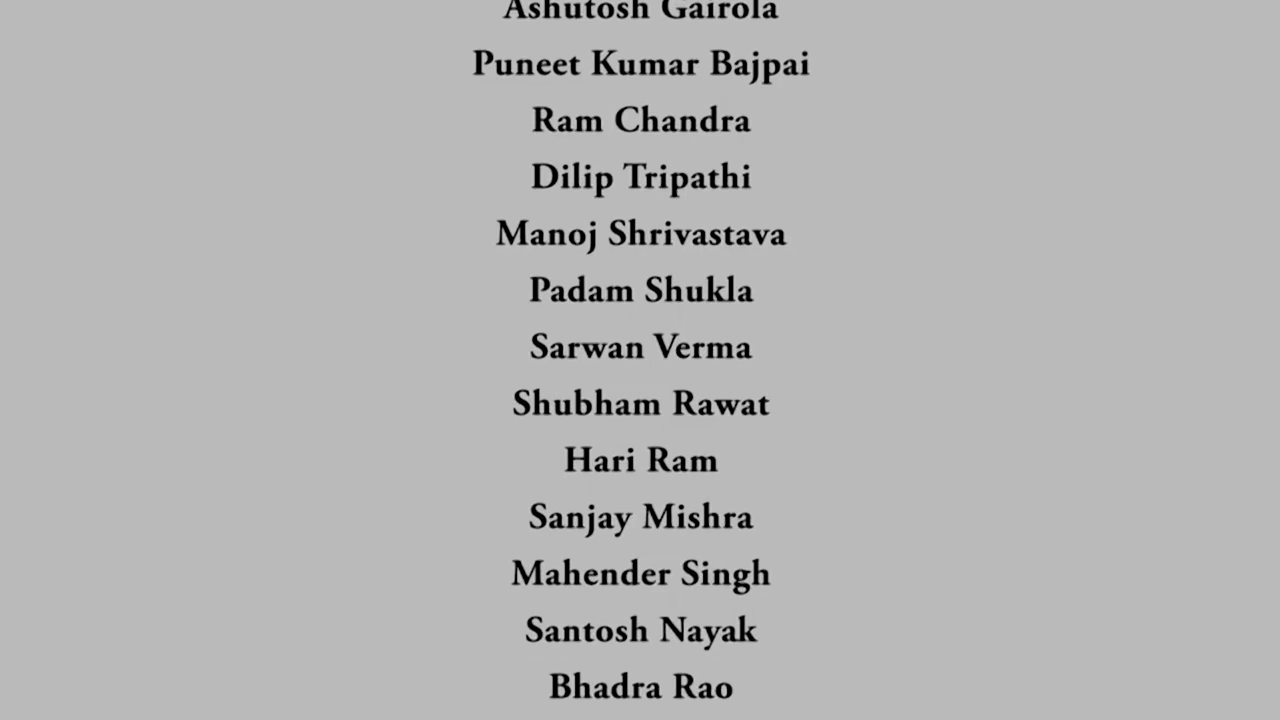 Ashutosh Gairola
Puneet Kumar Bajpai
Ram Chandra
Dilip Tripathi
Manoj Shrivastava
Padam Shukla
Sarwan Verma
Shubham Rawat
Hari Ram
Sanjay Mishra
Mahender Singh
Santosh Nayak
Bhadra Rao